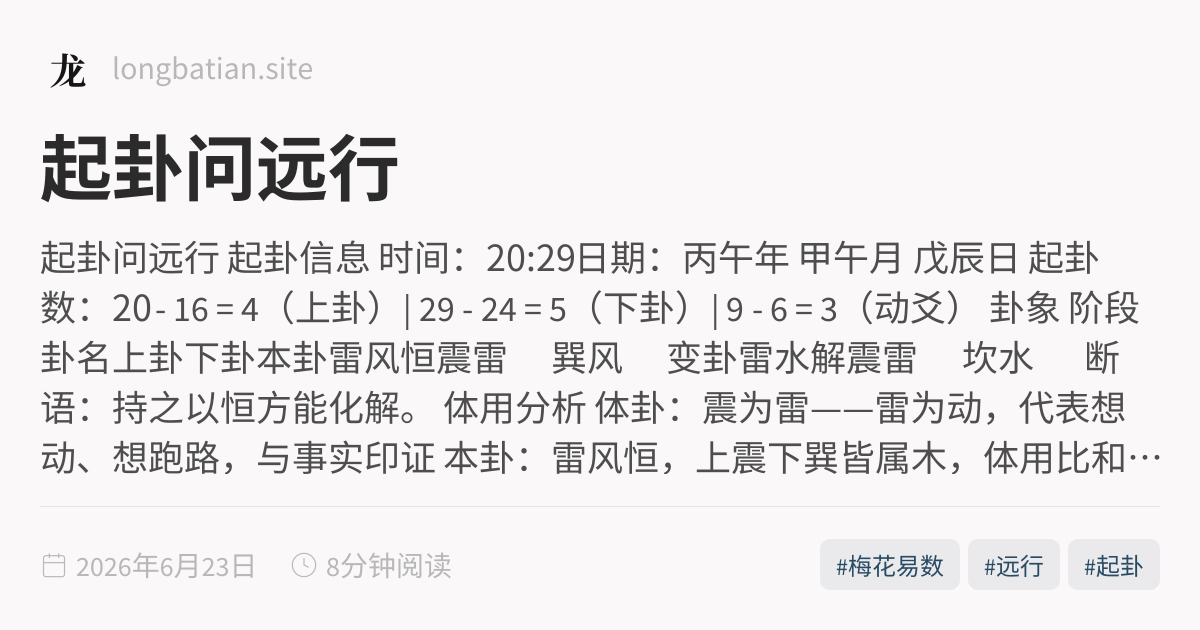 龙 longbatian.site
起卦问远行
起卦问远行 起卦信息 时间：20:29日期：丙午年 甲午月 戊辰日 起卦
数：20- 16 = 4（上卦）| 29 - 24 = 5（下卦）| 9 - 6 = 3（动爻） 卦象 阶段
卦名上卦下卦本卦雷风恒震雷 巽风 变卦雷水解震雷 坎水 断
语：持之以恒方能化解。 体用分析 体卦：震为雷——雷为动，代表想
动、想跑路，与事实印证 本卦：雷风恒，上震下巽皆属木，体用比和…
2026年6月23日 8分钟阅读 #梅花易数 #远行 #起卦